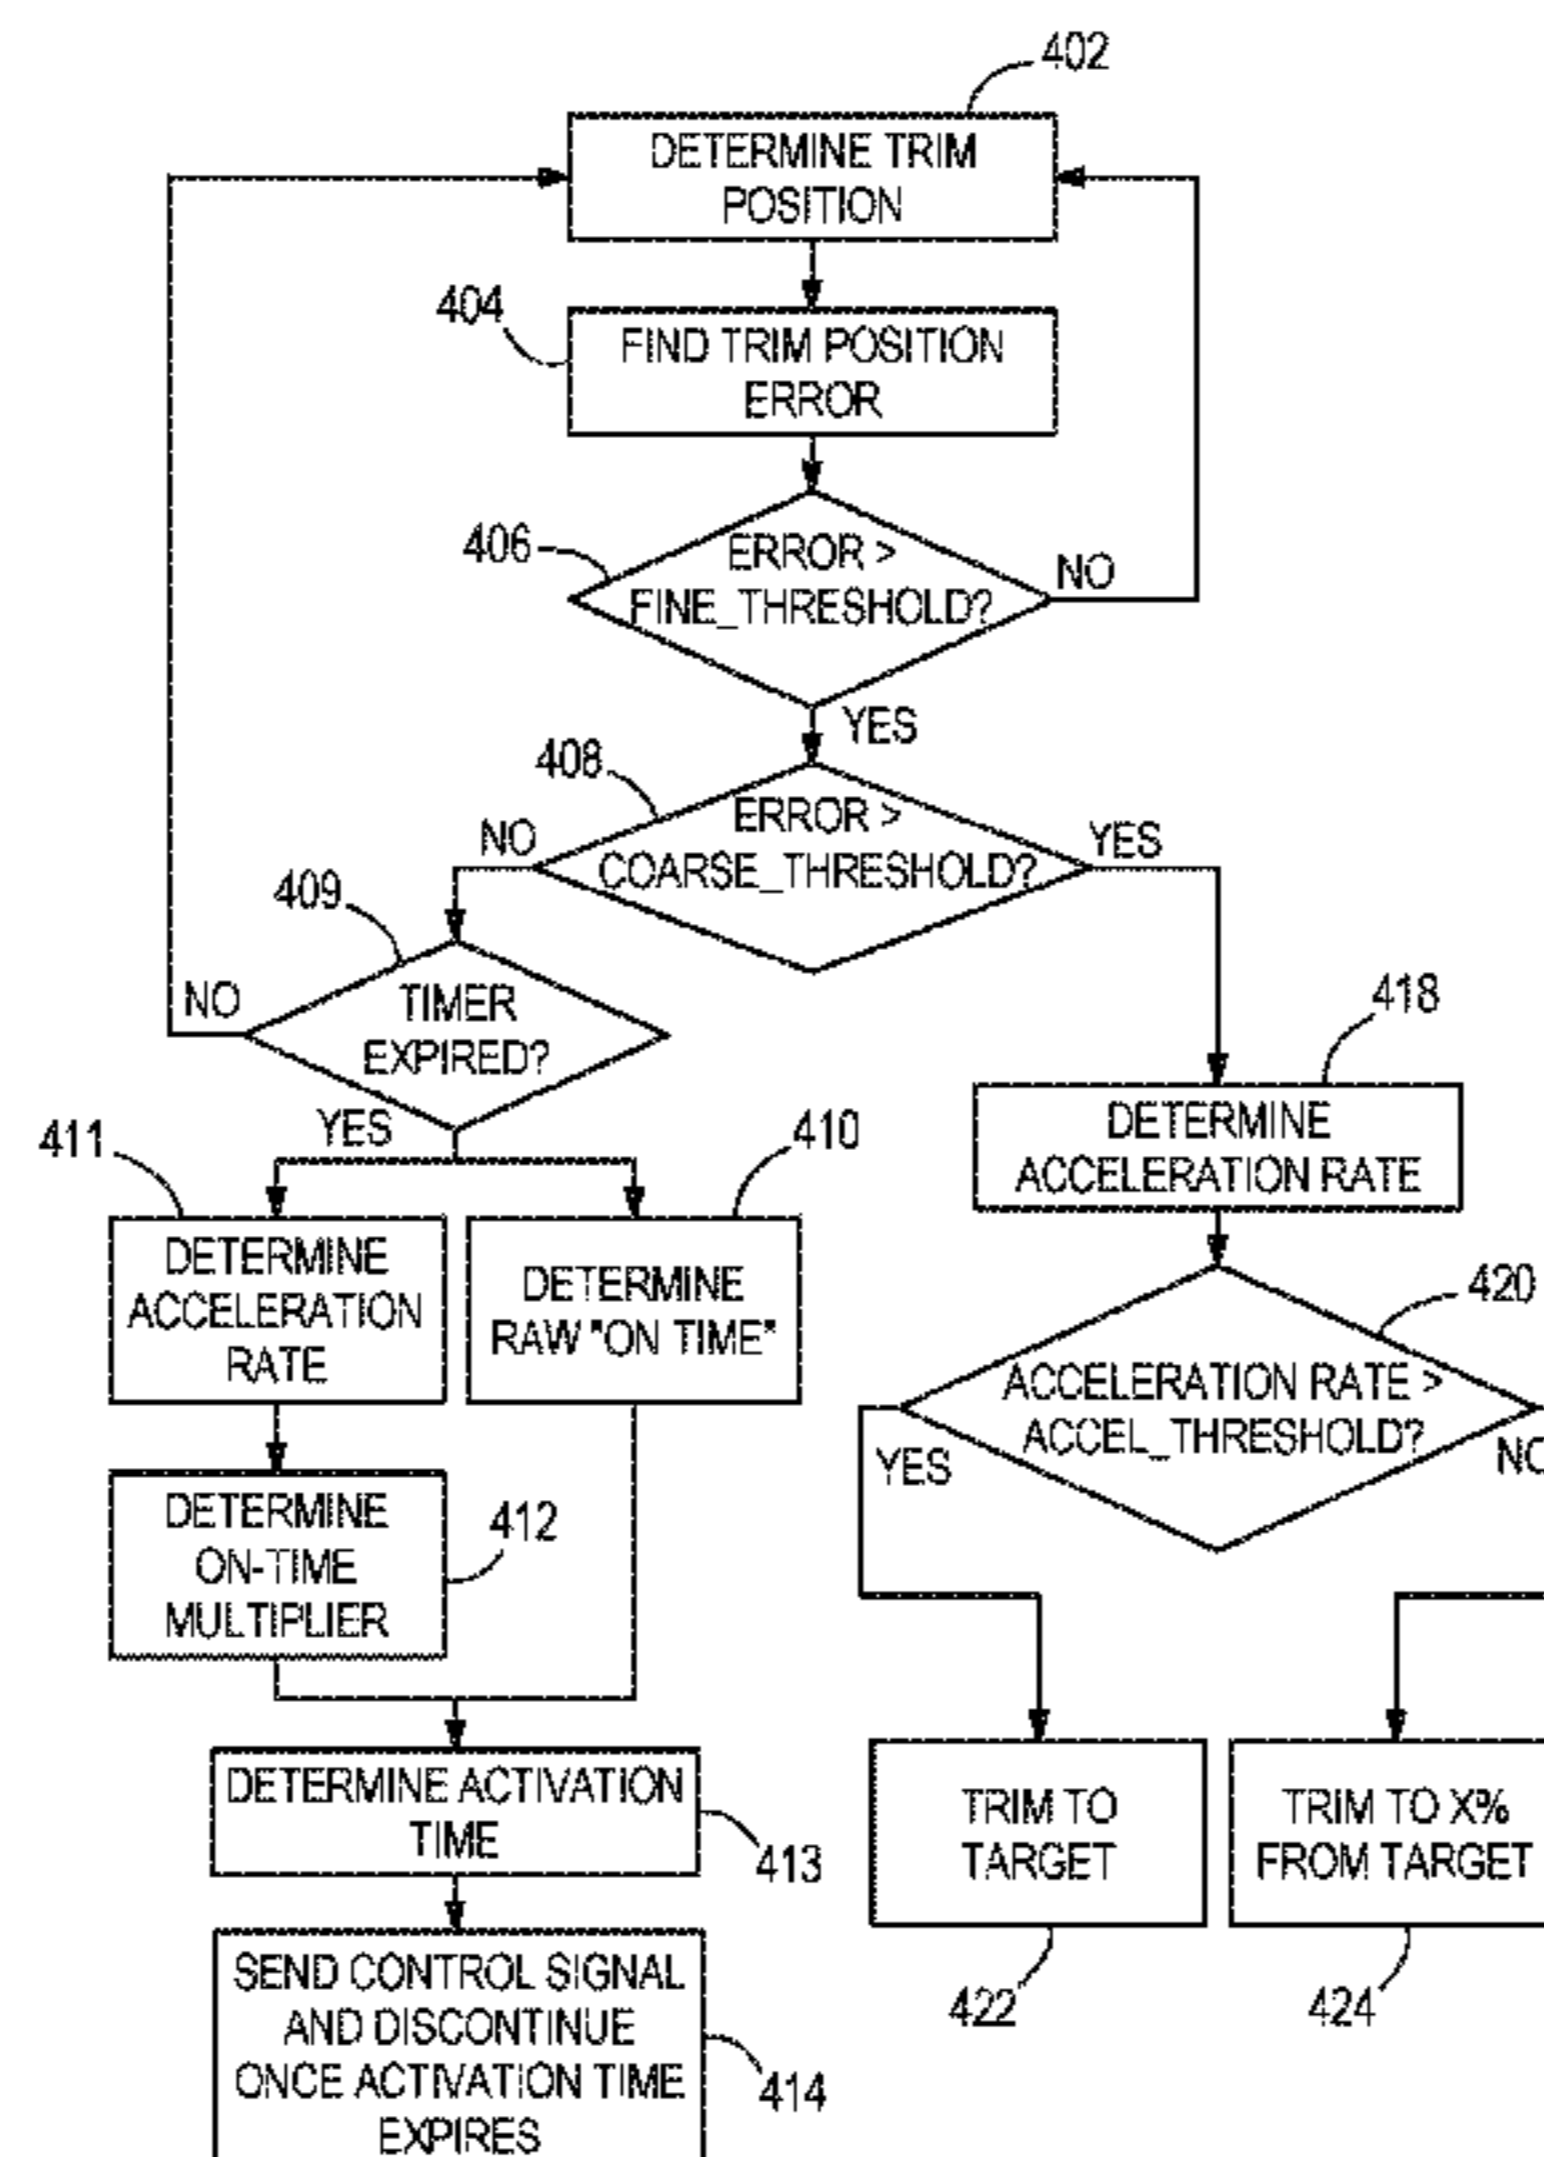 402
DETERMINE TRIM
POSITION
404
FIND TRIM POSITION
ERROR
406
ERROR >
FINE_THRESHOLD?
NO
YES
408
ERROR >
COARSE_THRESHOLD?
NO
YES
409
TIMER
EXPIRED?
NO
YES
418
DETERMINE
ACCELERATION RATE
411
DETERMINE
ACCELERATION
RATE
410
DETERMINE
RAW "ON TIME"
420
ACCELERATION RATE >
ACCEL_THRESHOLD?
YES
NO
DETERMINE
ON-TIME
MULTIPLIER
412
DETERMINE ACTIVATION
TIME
413
TRIM TO
TARGET
422
TRIM TO X%
FROM TARGET
424
SEND CONTROL SIGNAL
AND DISCONTINUE
ONCE ACTIVATION TIME
EXPIRES
414